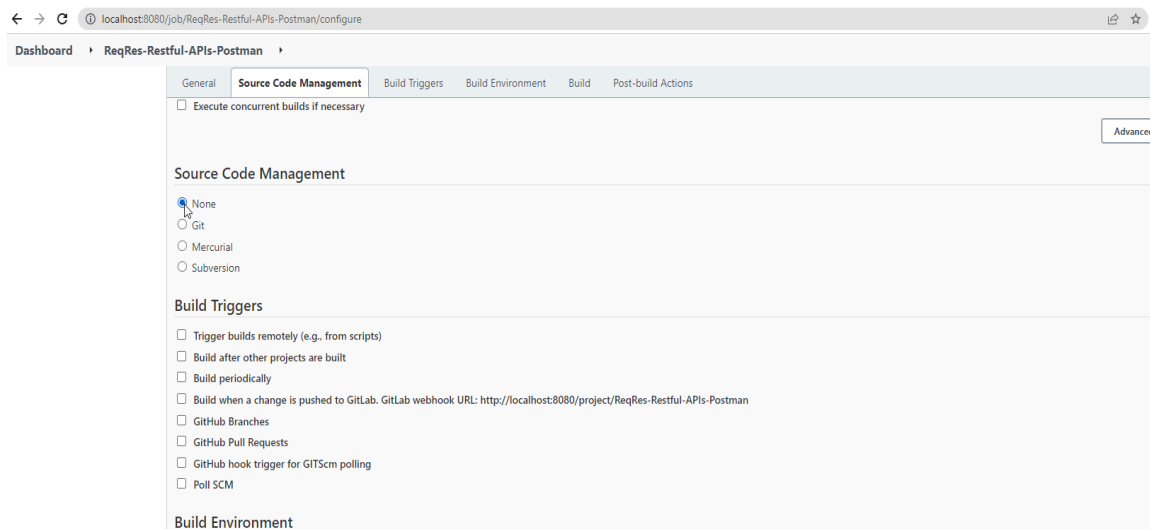 localhost:8080/job/ReqRes-Restful-APIs-Postman/configure
Dashboard ReqRes-Restful-APIs-Postman
General Source Code Management Build Triggers Build Environment Build Post-build Actions
Execute concurrent builds if necessary
Advanced
Source Code Management
None
Git
Mercurial
Subversion
Build Triggers
Trigger builds remotely (e.g., from scripts)
Build after other projects are built
Build periodically
Build when a change is pushed to GitLab. GitLab webhook URL: http://localhost:8080/project/ReqRes-Restful-APIs-Postman
GitHub Branches
GitHub Pull Requests
GitHub hook trigger for GITScm polling
Poll SCM
Build Environment